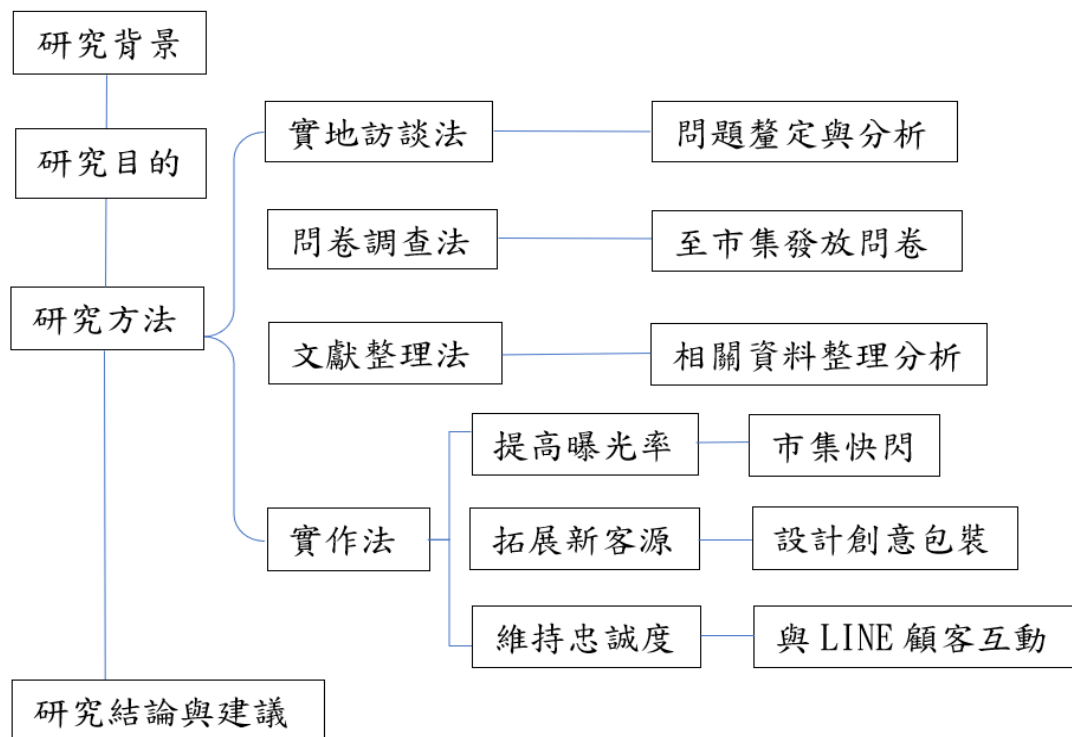 研究背景
研究目的
研究方法
實地訪談法
問題釐定與分析
問卷調查法
至市集發放問卷
文獻整理法
相關資料整理分析
實作法
提高曝光率
市集快閃
拓展新客源
設計創意包裝
維持忠誠度
與 LINE 顧客互動
研究結論與建議